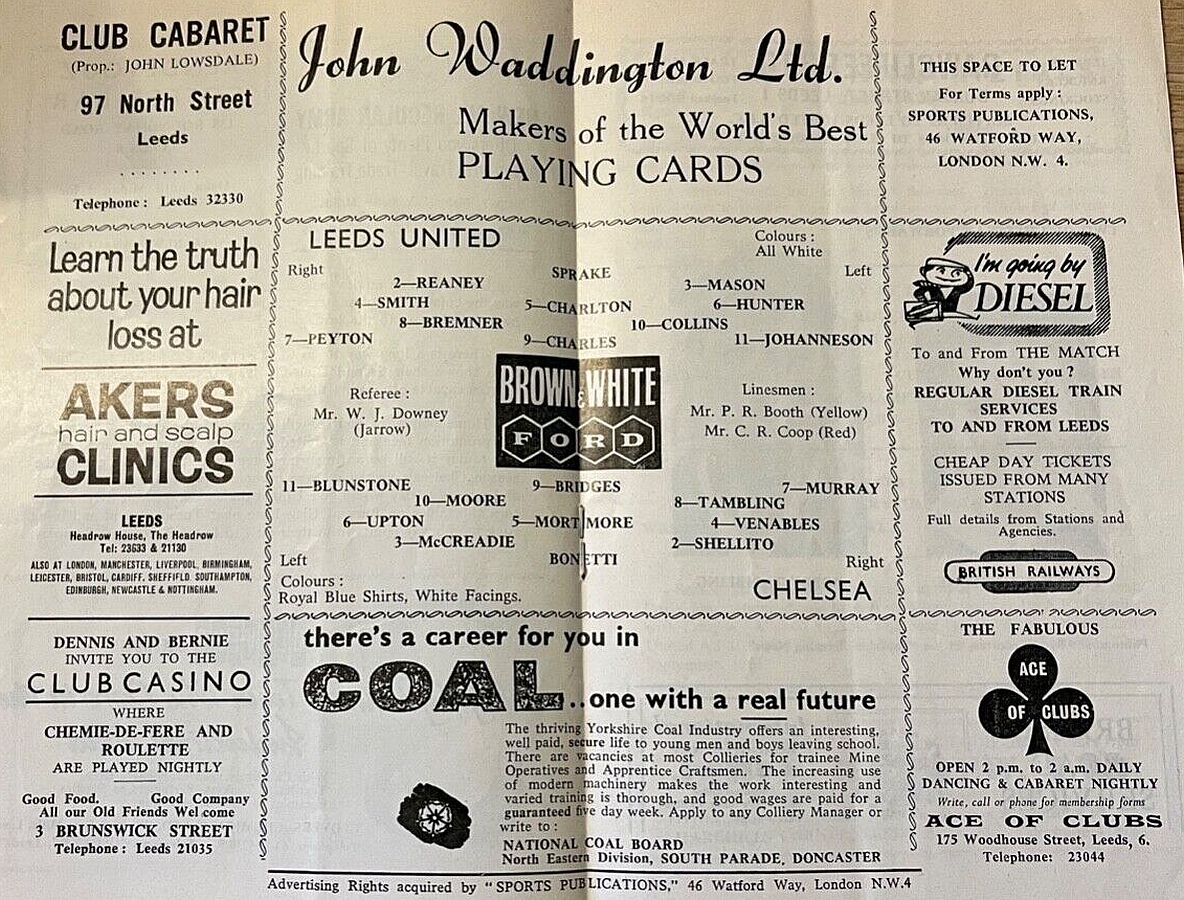 CLUB CABARET
(Prop.: JOHN LOWSDALE)
97 North Street
Leeds
. . . . . . . .
Telephone : Leeds 32330
John Waddington Ltd.
Makers of the World's Best
PLAYING CARDS
THIS SPACE TO LET
For Terms apply :
SPORTS PUBLICATIONS,
46 WATFORD WAY,
LONDON N.W. 4.
Learn the truth
about your hair
loss at
AKERS
hair and scalp
CLINICS
LEEDS
Headrow House, The Headrow
Tel: 23633 & 21130
ALSO AT LONDON, MANCHESTER, LIVERPOOL, BIRMINGHAM,
LEICESTER, BRISTOL, CARDIFF, SHEFFIELD, SOUTHAMPTON,
EDINBURGH, NEWCASTLE & NOTTINGHAM.
DENNIS AND BERNIE
INVITE YOU TO THE
CLUB CASINO
WHERE
CHEMIE-DE-FERE AND
ROULETTE
ARE PLAYED NIGHTLY
Good Food. Good Company
All our Old Friends Wel come
3 BRUNSWICK STREET
Telephone : Leeds 21035
LEEDS UNITED
Colours :
All White
Right
SPRAKE
Left
2—REANEY
3—MASON
4—SMITH
5—CHARLTON
6—HUNTER
8—BREMNER
10—COLLINS
7—PEYTON
9—CHARLES
11—JOHANNESON
Referee :
Mr. W. J. Downey
(Jarrow)
BROWN & WHITE
FORD
Linesmen :
Mr. P. R. Booth (Yellow)
Mr. C. R. Coop (Red)
11—BLUNSTONE
9—BRIDGES
7—MURRAY
10—MOORE
8—TAMBLING
6—UPTON
5—MORTIMORE
4—VENABLES
3—McCREADIE
2—SHELLITO
Left
BONETTI
Right
Colours :
Royal Blue Shirts, White Facings.
CHELSEA
there's a career for you in
COAL..one with a real future
The thriving Yorkshire Coal Industry offers an interesting,
well paid, secure life to young men and boys leaving school.
There are vacancies at most Collieries for trainee Mine
Operatives and Apprentice Craftsmen. The increasing use
of modern machinery makes the work interesting and
varied training is thorough, and good wages are paid for a
guaranteed five day week. Apply to any Colliery Manager or
write to :
NATIONAL COAL BOARD
North Eastern Division, SOUTH PARADE, DONCASTER
Advertising Rights acquired by "SPORTS PUBLICATIONS," 46 Watford Way, London N.W.4
I'm going by
DIESEL
To and From THE MATCH
Why don't you ?
REGULAR DIESEL TRAIN
SERVICES
TO AND FROM LEEDS
CHEAP DAY TICKETS
ISSUED FROM MANY
STATIONS
Full details from Stations and
Agencies.
BRITISH RAILWAYS
THE FABULOUS
ACE
OF CLUBS
OPEN 2 p.m. to 2 a.m. DAILY
DANCING & CABARET NIGHTLY
Write, call or phone for membership forms
ACE OF CLUBS
175 Woodhouse Street, Leeds, 6.
Telephone: 23044